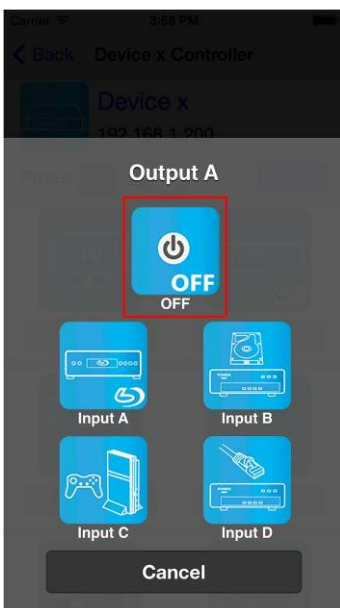 Carrier 3:58 PM
Back Device x Controller
Device x
192.168.1.200
Output A
OFF
OFF
Input A Input B
Input C Input D
Cancel